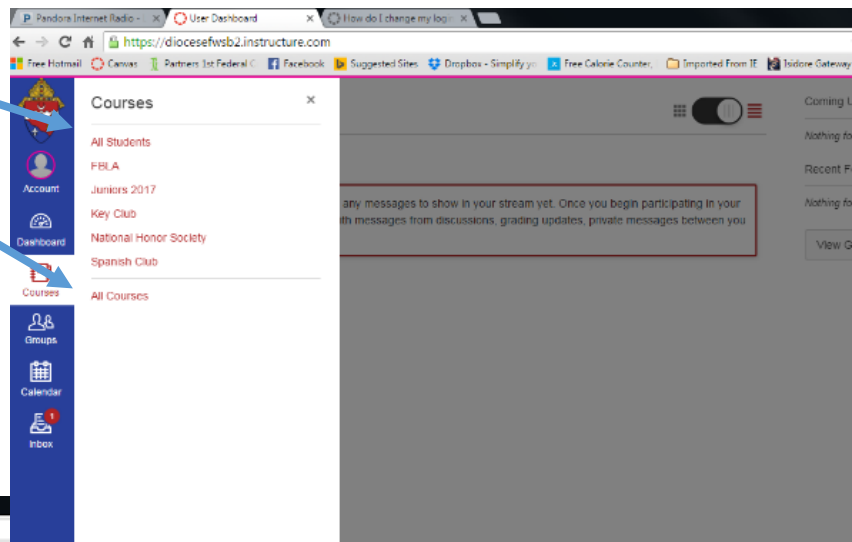 Pandora Internet Radio -
User Dashboard
How do I change my login
https://diocesefwsb2.instructure.com
Free Hotmail Canvas Partners 1st Federal C Facebook Suggested Sites Dropbox - Simplify yo Free Calorie Counter, Imported From IE Isidore Gateway
Courses
All Students
FBLA
Juniors 2017
Key Club
National Honor Society
Spanish Club
All Courses
Account
Dashboard
Courses
Groups
Calendar
1
Inbox
any messages to show in your stream yet. Once you begin participating in your
th messages from discussions, grading updates, private messages between you
Coming U
Nothing fo
Recent F
Nothing fo
View G